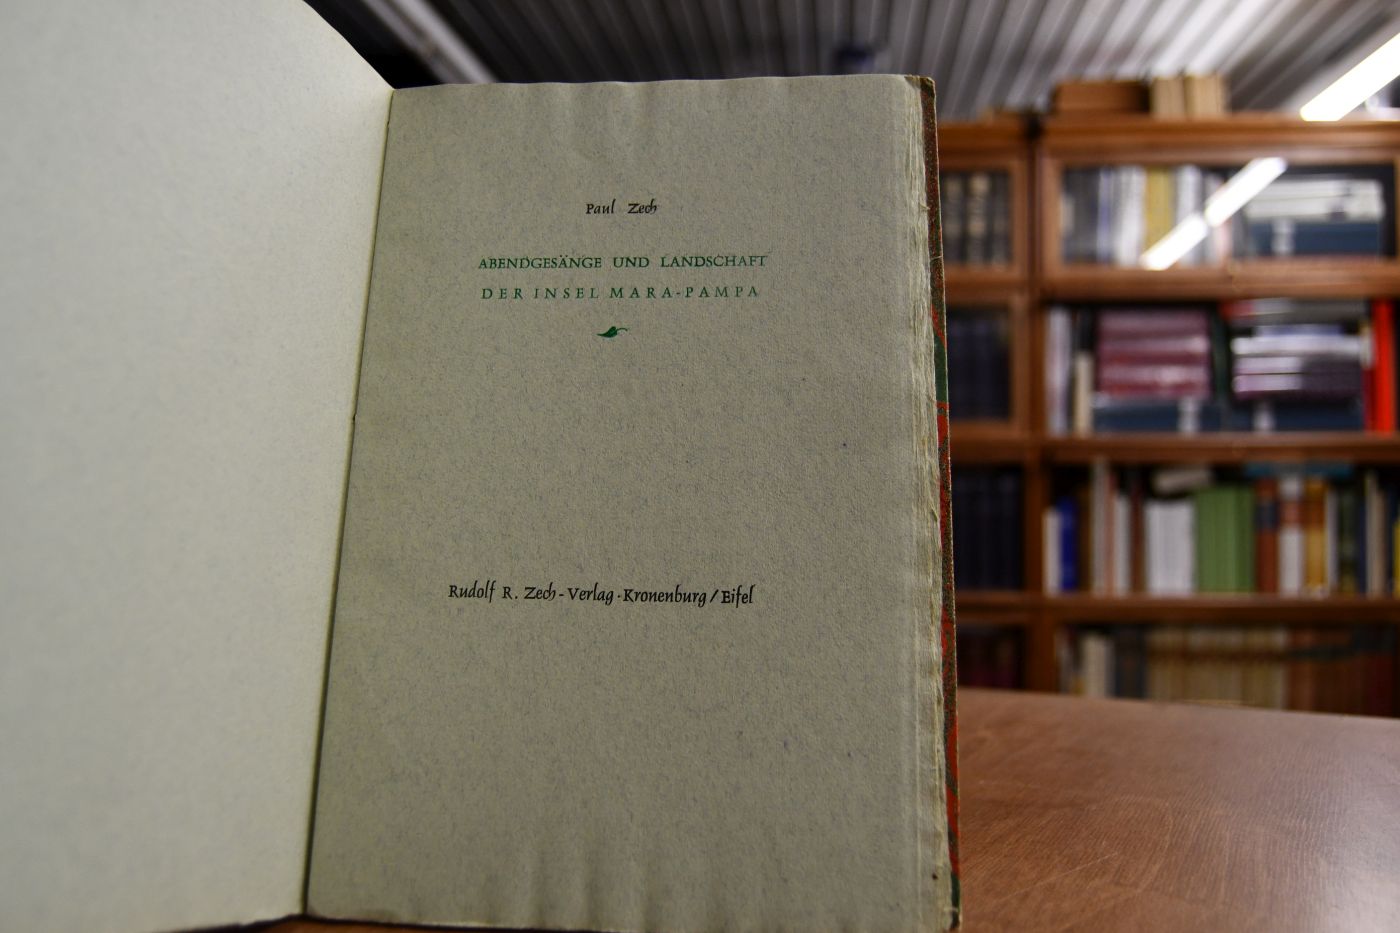 Paul Zech
ABENDGESÄNGE UND LANDSCHAFT
DER INSEL MARA-PAMPA
Rudolf R. Zech-Verlag · Kronenburg/Eifel